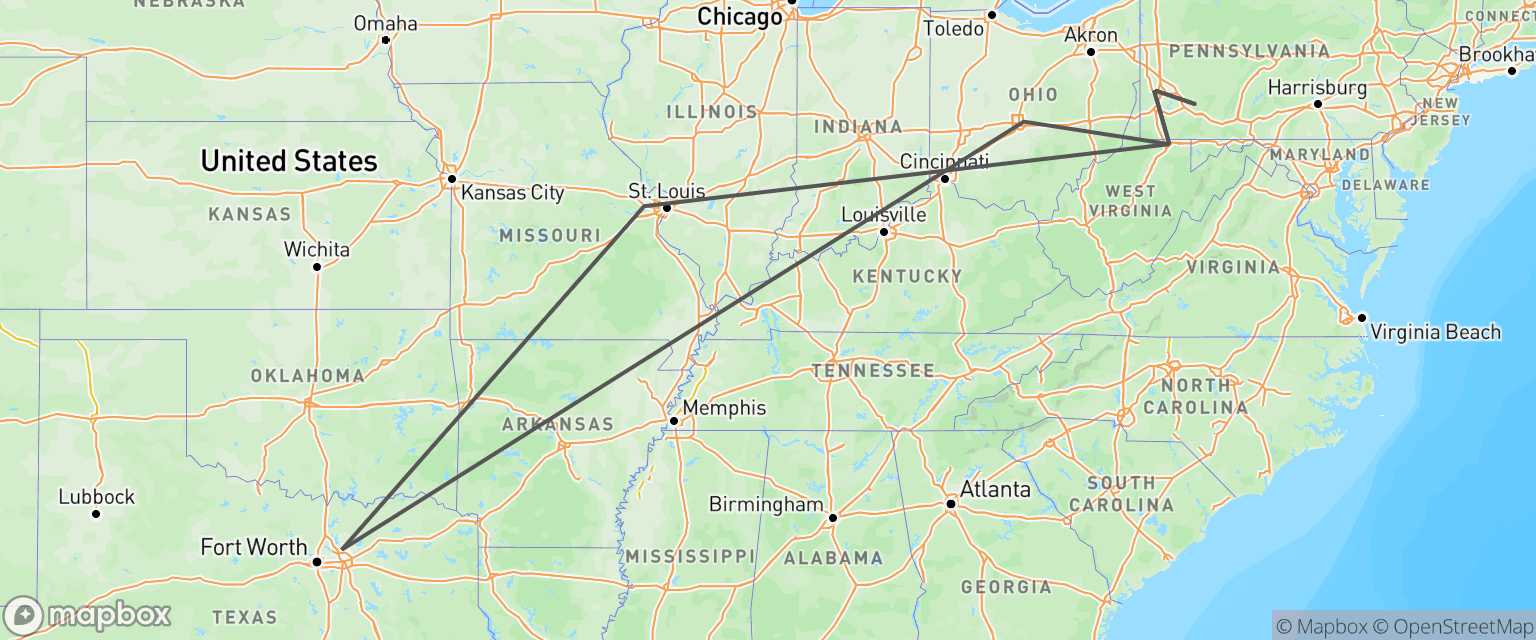 NEBRASKA
Omaha
Chicago
Toledo
Akron
PENNSYLVANIA
CONNECT
Brookha
Harrisburg
NEW
JERSEY
ILLINOIS
OHIO
INDIANA
United States
Kansas City
St. Louis
Cincinnati
MARYLAND
DELAWARE
WEST
VIRGINIA
KANSAS
Louisville
MISSOURI
Wichita
KENTUCKY
VIRGINIA
Virginia Beach
OKLAHOMA
TENNESSEE
NORTH
CAROLINA
Memphis
ARKANSAS
Lubbock
Atlanta
SOUTH
CAROLINA
Birmingham
Fort Worth
MISSISSIPPI
ALABAMA
GEORGIA
TEXAS
mapbox
© Mapbox © OpenStreetMap